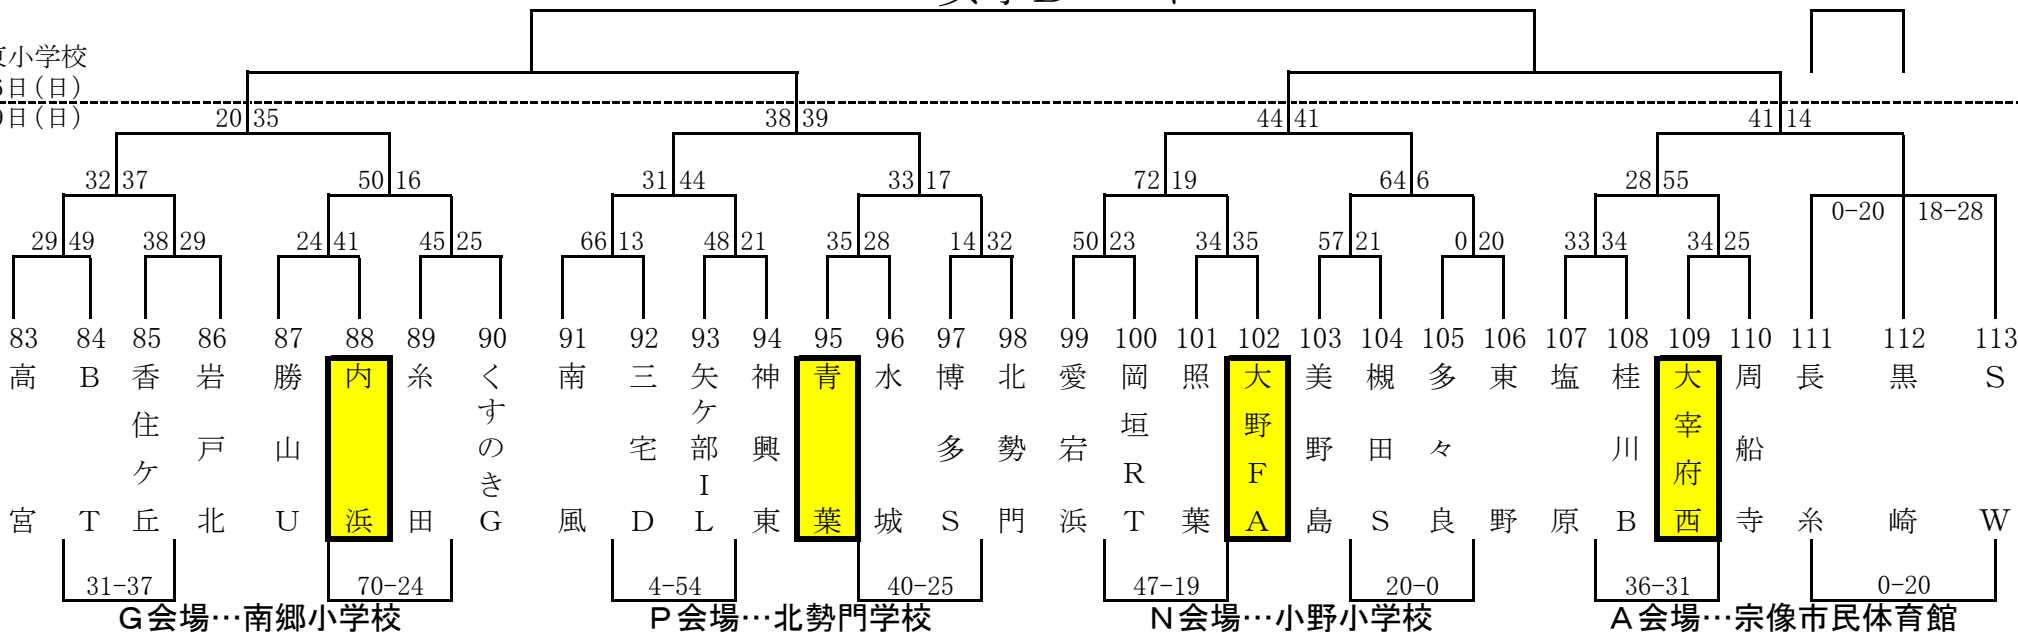 小学校
日(日)
日(日)
20 35
38 39
44 41
41 14
32 37
50 16
31 44
33 17
72 19
64 6
28 55
0-20
18-28
29 49
38 29
24 41
45 25
66 13
48 21
35 28
14 32
50 23
34 35
57 21
0 20
33 34
34 25
83 84 85 86 87 88 89 90 91 92 93 94 95 96 97 98 99 100 101 102 103 104 105 106 107 108 109 110 111 112 113
高宮
BT
香住ケ丘
岩戸北
勝山U
内浜
糸田
くすのきG
南風
三宅D
矢ケ部IL
神興東
青葉
水城
博多S
北勢門
愛宕浜
岡垣RT
照葉
大野FA
美野島
槻田S
多々良
東野
塩原
桂川B
大宰府西
周船寺
長糸
黒崎
SW
31-37
70-24
4-54
40-25
47-19
20-0
36-31
0-20
G会場…南郷小学校
P会場…北勢門学校
N会場…小野小学校
A会場…宗像市民体育館